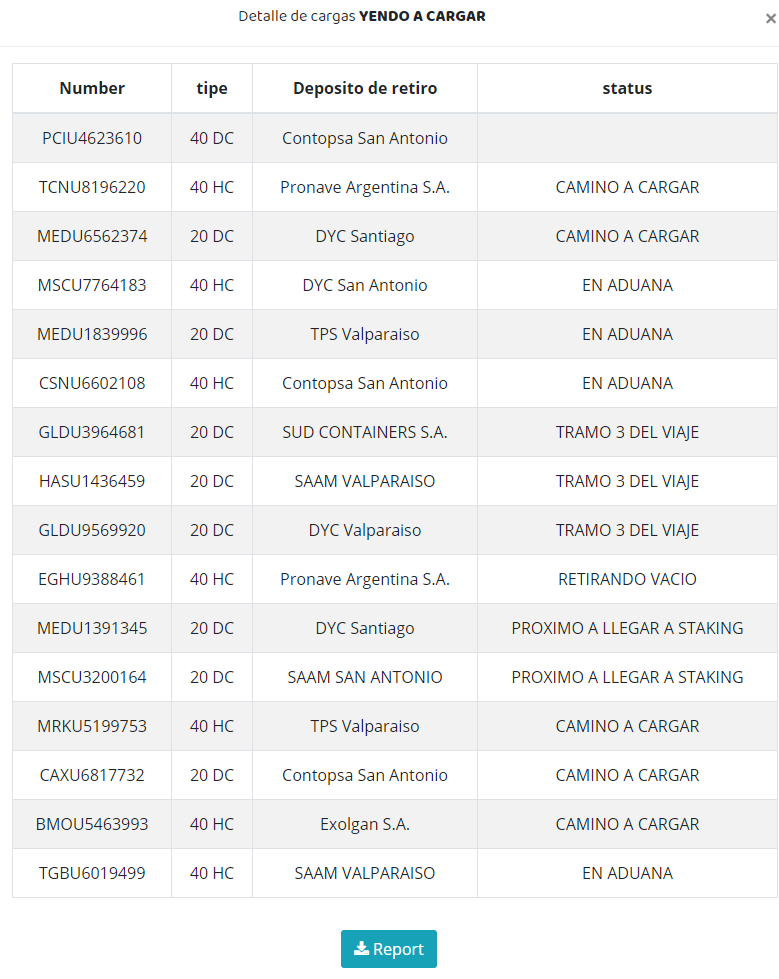 Detalle de cargas YENDO A CARGAR ×
Number tipe Deposito de retiro status
PCIU4623610 40 DC Contopsa San Antonio
TCNU8196220 40 HC Pronave Argentina S.A. CAMINO A CARGAR
MEDU6562374 20 DC DYC Santiago CAMINO A CARGAR
MSCU7764183 40 HC DYC San Antonio EN ADUANA
MEDU1839996 20 DC TPS Valparaiso EN ADUANA
CSNU6602108 40 HC Contopsa San Antonio EN ADUANA
GLDU3964681 20 DC SUD CONTAINERS S.A. TRAMO 3 DEL VIAJE
HASU1436459 20 DC SAAM VALPARAISO TRAMO 3 DEL VIAJE
GLDU9569920 20 DC DYC Valparaiso TRAMO 3 DEL VIAJE
EGHU9388461 40 HC Pronave Argentina S.A. RETIRANDO VACIO
MEDU1391345 20 DC DYC Santiago PROXIMO A LLEGAR A STAKING
MSCU3200164 20 DC SAAM SAN ANTONIO PROXIMO A LLEGAR A STAKING
MRKU5199753 40 HC TPS Valparaiso CAMINO A CARGAR
CAXU6817732 20 DC Contopsa San Antonio CAMINO A CARGAR
BMOU5463993 40 HC Exolgan S.A. CAMINO A CARGAR
TGBU6019499 40 HC SAAM VALPARAISO EN ADUANA
Report